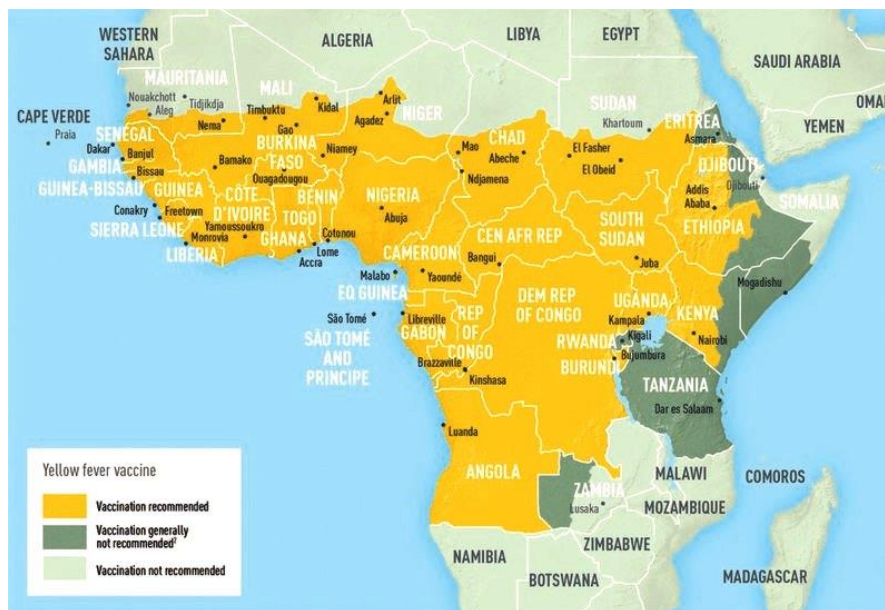 WESTERN
SAHARA
ALGERIA
LIBYA
EGYPT
SAUDI ARABIA
OMA
YEMEN
MAURITANIA
Nouakchott
Aleg
Tidjikdja
MALI
Timbuktu
Kidal
Arlit
Agadez
NIGER
SUDAN
Khartoum
ERITREA
Asmara
CAPE VERDE
Praia
SENEGAL
Dakar
Nema
Gao
BURKINA
FASO
Niamey
CHAD
Mao
Abeche
El Fasher
El Obeid
DJIBOUTI
Djibouti
GAMBIA
Banjul
Bamako
Ouagadougou
Ndjamena
GUINEA-BISSAU
Bissau
GUINEA
CÔTE
D'IVOIRE
BENIN
TOGO
NIGERIA
Abuja
Addis
Ababa
SOMALIA
Conakry
Freetown
Yamoussoukro
SIERRA LEONE
Monrovia
LIBERIA
GHANA
Cotonou
Lome
Accra
CAMEROON
CEN AFR REP
SOUTH
SUDAN
ETHIOPIA
Malabo
Yaoundé
Bangui
Juba
Mogadishu
EQ GUINEA
São Tomé
Libreville
GABON
REP
OF
CONGO
DEM REP
OF CONGO
UGANDA
Kampala
KENYA
Nairobi
SÃO TOMÉ
AND
PRINCIPE
RWANDA
Kigali
Bujumbura
BURUNDI
Brazzaville
Kinshasa
TANZANIA
Dar es Salaam
Luanda
ANGOLA
ZAMBIA
Lusaka
MALAWI
COMOROS
MOZAMBIQUE
ZIMBABWE
NAMIBIA
BOTSWANA
MADAGASCAR
Yellow fever vaccine
Vaccination recommended
Vaccination generally
not recommended²
Vaccination not recommended